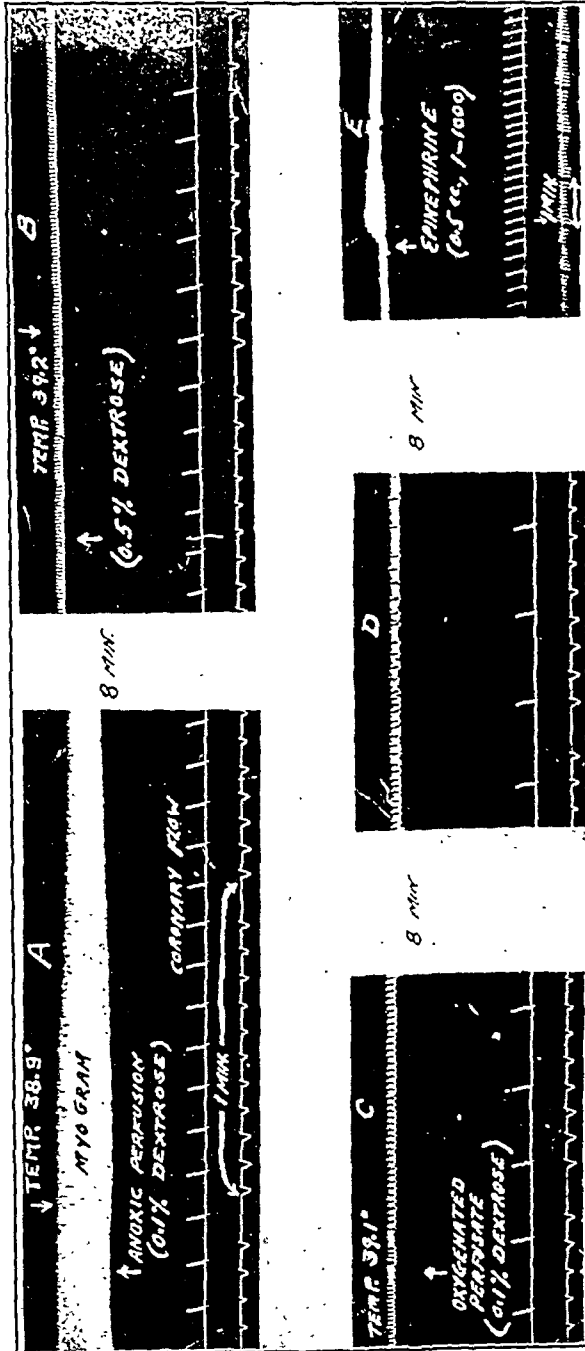 A
↓ TEMP. 38.9°
MYOGRAM
↑ ANOXIC PERFUSION
(0.1% DEXTROSE)
CORONARY FLOW
1 MIN.
8 MIN.
B
TEMP. 39.2° ↓
↑
(0.5% DEXTROSE)
C
TEMP. 39.1°
↑
OXYGENATED
PERFUSATE
(0.1% DEXTROSE)
8 MIN
D
8 MIN
E
↑
EPINEPHRINE
(0.5 cc., 1-1000)
1 MIN